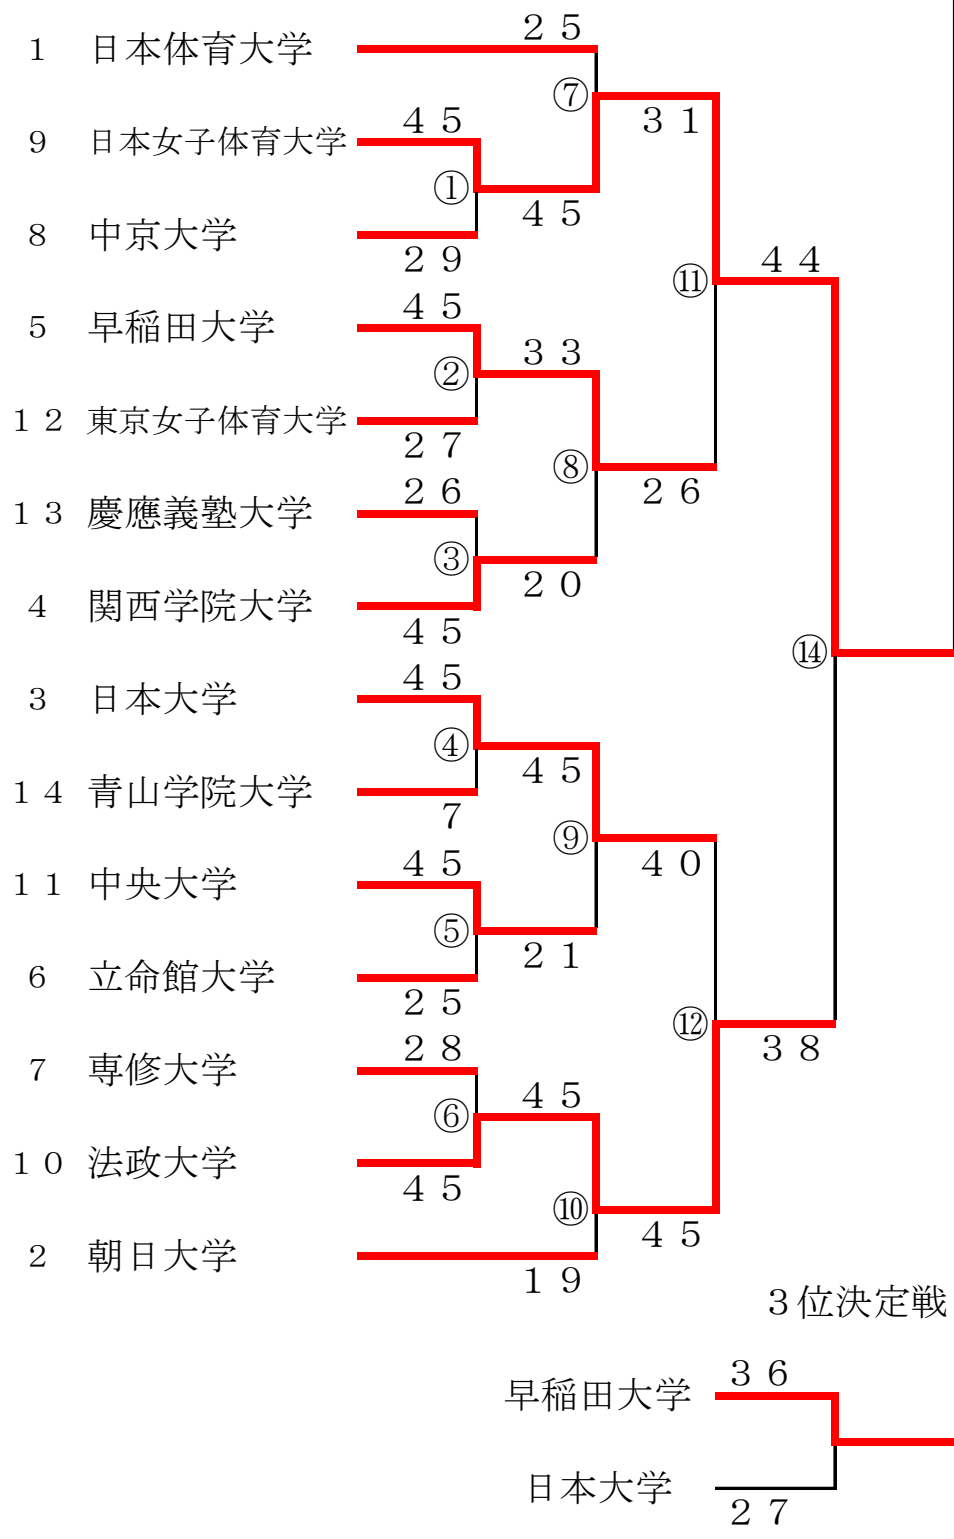 ２５
１ 日本体育大学
⑦
４５ ３１
９ 日本女子体育大学
①
４５
８ 中京大学
２９ ４４
⑪
４５
５ 早稲田大学
３３
②
１２ 東京女子体育大学
２７
⑧
２６ ２６
１３ 慶應義塾大学
③
２０
４ 関西学院大学
４５
⑭
４５
３ 日本大学
④
４５
１４ 青山学院大学
７
⑨
４５ ４０
１１ 中央大学
⑤
２１
６ 立命館大学
２５
⑫
２８ ３８
７ 専修大学
４５
⑥
１０ 法政大学
４５
⑩
４５
２ 朝日大学
１９
３位決定戦
３６
早稲田大学
日本大学
２７